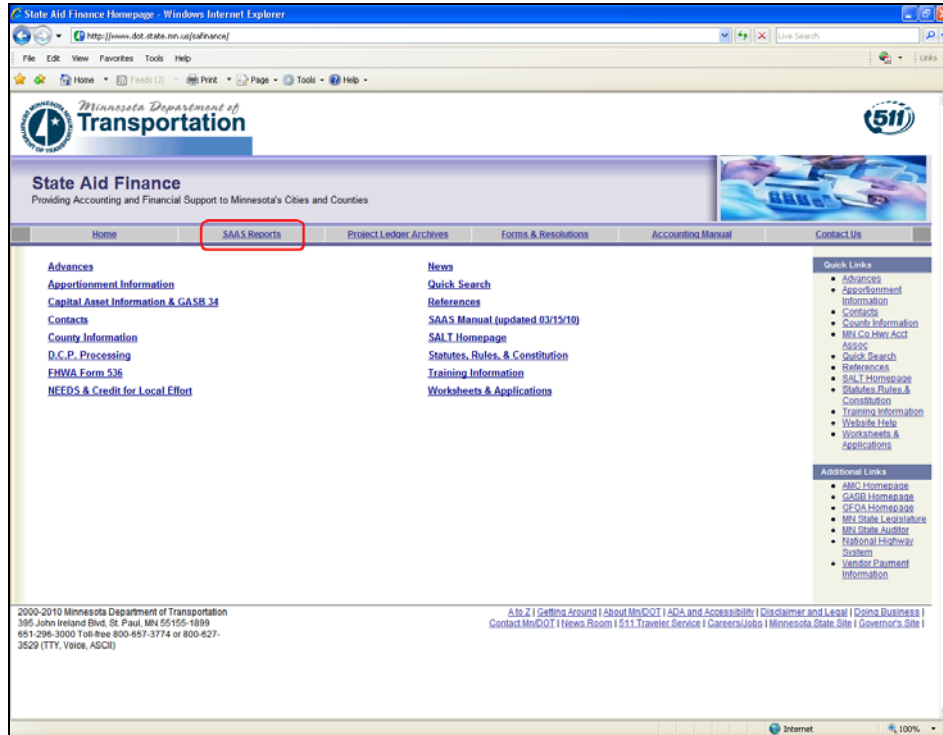 State Aid Finance Homepage - Windows Internet Explorer
http://www.dot.state.mn.us/safinance/
Live Search
File Edit View Favorites Tools Help
Links
Home Feeds (2) Print Page Tools Help
Minnesota Department of
Transportation
511
State Aid Finance
Providing Accounting and Financial Support to Minnesota's Cities and Counties
Home SAAS Reports Project Ledger Archives Forms & Resolutions Accounting Manual Contact Us
Advances
Apportionment Information
Capital Asset Information & GASB 34
Contacts
County Information
D.C.P. Processing
FHWA Form 536
NEEDS & Credit for Local Effort
News
Quick Search
References
SAAS Manual (updated 03/15/10)
SALT Homepage
Statutes, Rules, & Constitution
Training Information
Worksheets & Applications
Quick Links
Advances
Apportionment
Information
Contacts
County Information
MN Co Hwy Acct
Assoc
Quick Search
References
SALT Homepage
Statutes,Rules,&
Constitution
Training Information
Website Help
Worksheets &
Applications
Additional Links
AMC Homepage
GASB Homepage
GFOA Homepage
MN State Legislature
MN State Auditor
National Highway
System
Vendor Payment
Information
2000-2010 Minnesota Department of Transportation
395 John Ireland Blvd, St. Paul, MN 55155-1899
651-296-3000 Toll-free 800-657-3774 or 800-627-
3529 (TTY, Voice, ASCII)
A to Z | Getting Around | About Mn/DOT | ADA and Accessibility | Disclaimer and Legal | Doing Business |
Contact Mn/DOT | News Room | 511 Traveler Service | Careers/Jobs | Minnesota State Site | Governor's Site |
Internet 100%